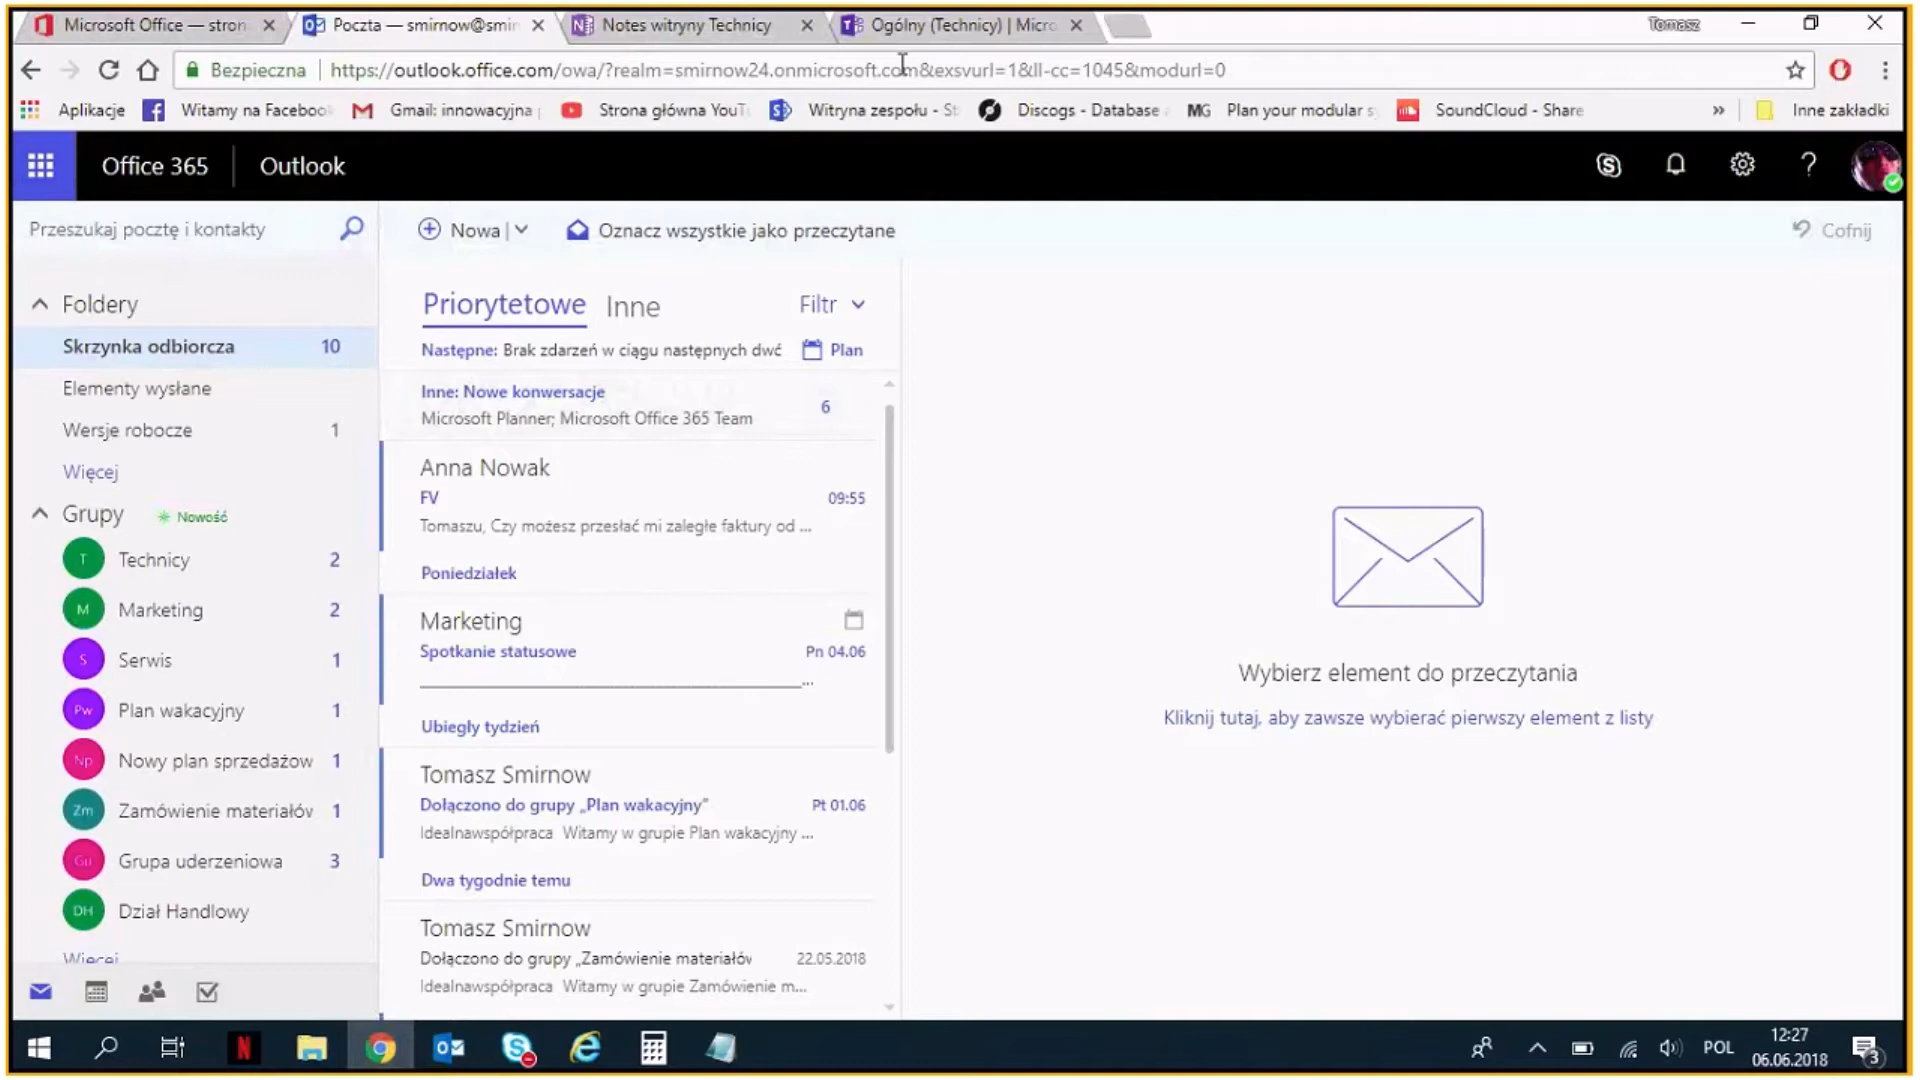 Microsoft Office — stron
Poczta — smirnow@smir
Notes witryny Technicy
Ogólny (Technicy) | Micro
Tomasz
Bezpieczna
https://outlook.office.com/owa/?realm=smirnow24.onmicrosoft.com&exsvurl=1&ll-cc=1045&modurl=0
Aplikacje
Witamy na Faceboo
Gmail: innowacyjna
Strona główna YouT
Witryna zespołu - St
Discogs - Database
MG
Plan your modular s
SoundCloud - Share
»
Inne zakładki
Office 365
Outlook
Przeszukaj pocztę i kontakty
Nowa
Oznacz wszystkie jako przeczytane
Cofnij
Foldery
Skrzynka odbiorcza 10
Elementy wysłane
Wersje robocze 1
Więcej
Grupy Nowość
T Technicy 2
M Marketing 2
S Serwis 1
Pw Plan wakacyjny 1
Np Nowy plan sprzedażow 1
Zm Zamówienie materiałów 1
Gu Grupa uderzeniowa 3
DH Dział Handlowy
Więcej
Priorytetowe Inne Filtr
Następne: Brak zdarzeń w ciągu następnych dwó Plan
Inne: Nowe konwersacje
Microsoft Planner; Microsoft Office 365 Team 6
Anna Nowak
FV 09:55
Tomaszu, Czy możesz przesłać mi zaległe faktury od ...
Poniedziałek
Marketing
Spotkanie statusowe Pn 04.06
...
Ubiegły tydzień
Tomasz Smirnow
Dołączono do grupy „Plan wakacyjny” Pt 01.06
Idealnawspółpraca Witamy w grupie Plan wakacyjny ...
Dwa tygodnie temu
Tomasz Smirnow
Dołączono do grupy „Zamówienie materiałów 22.05.2018
Idealnawspółpraca Witamy w grupie Zamówienie m...
Wybierz element do przeczytania
Kliknij tutaj, aby zawsze wybierać pierwszy element z listy
POL
12:27
06.06.2018
3